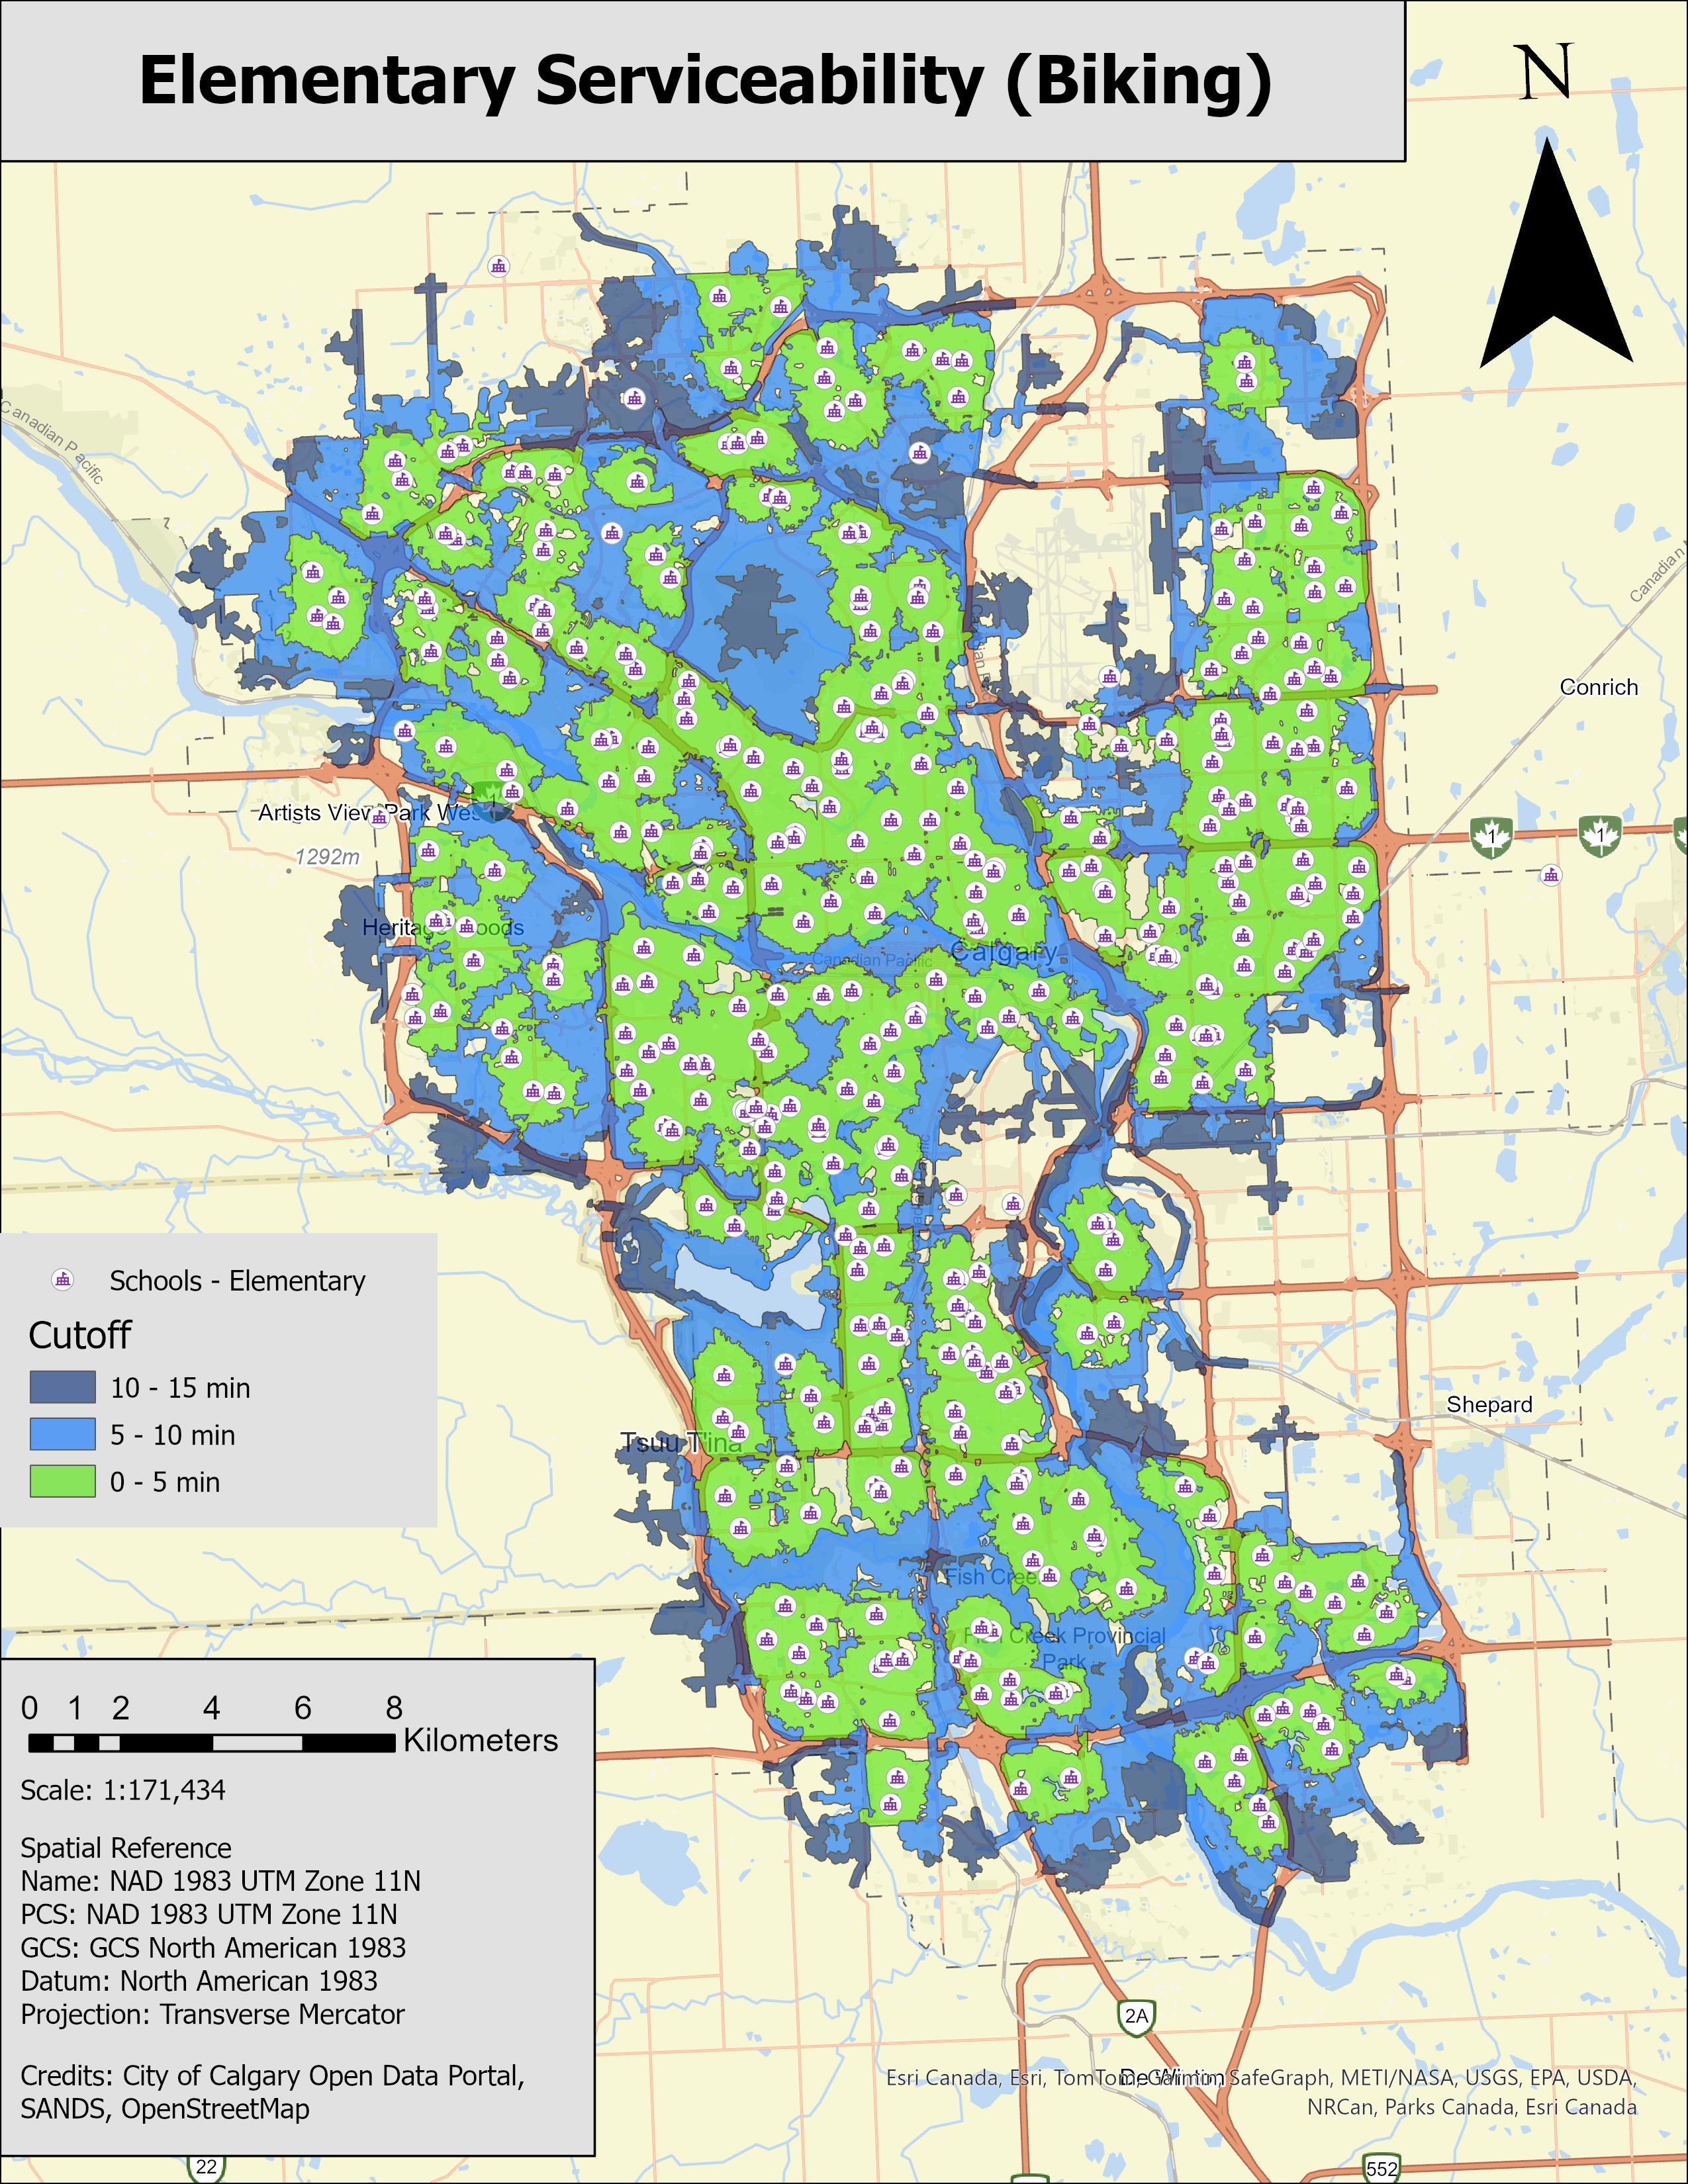 Elementary Serviceability (Biking)
N
Canadian Pacific
Canadian
Conrich
Artists View Park Wes
1
1
1
1292m
Heritage Woods
Calgary
Canadian Pacific
Schools - Elementary
Cutoff
10 - 15 min
5 - 10 min
0 - 5 min
Shepard
Tsuu T'ina
Fish Creek
Fish Creek Provincial
Park
0 1 2 4 6 8
Kilometers
Scale: 1:171,434
Spatial Reference
Name: NAD 1983 UTM Zone 11N
PCS: NAD 1983 UTM Zone 11N
GCS: GCS North American 1983
Datum: North American 1983
Projection: Transverse Mercator
Credits: City of Calgary Open Data Portal,
SANDS, OpenStreetMap
2A
De Winton
Esri Canada, Esri, TomTom, Garmin, SafeGraph, METI/NASA, USGS, EPA, USDA,
NRCan, Parks Canada, Esri Canada
22
552